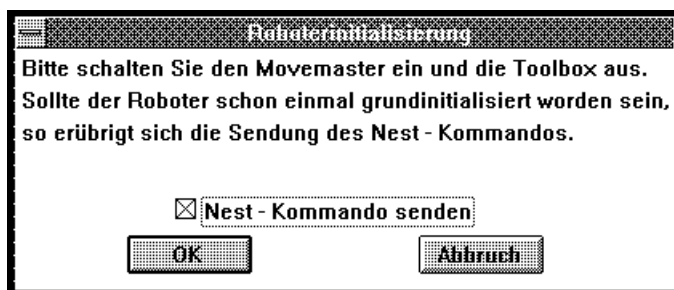 Roboterinitialisierung
Bitte schalten Sie den Movemaster ein und die Toolbox aus.
Sollte der Roboter schon einmal grundinitialisiert worden sein,
so erübrigt sich die Sendung des Nest - Kommandos.
Nest - Kommando senden
OK Abbruch